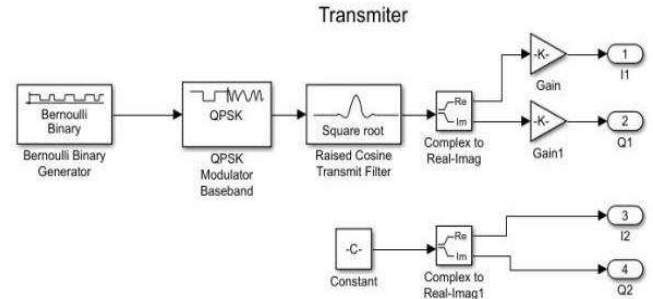 Transmiter
Bernoulli
Binary
Bernoulli Binary
Generator
QPSK
QPSK
Modulator
Baseband
Square root
Raised Cosine
Transmit Filter
Re
Im
Complex to
Real-Imag
-K-
Gain
1
I1
-K-
Gain1
2
Q1
-C-
Constant
Re
Im
Complex to
Real-Imag1
3
I2
4
Q2